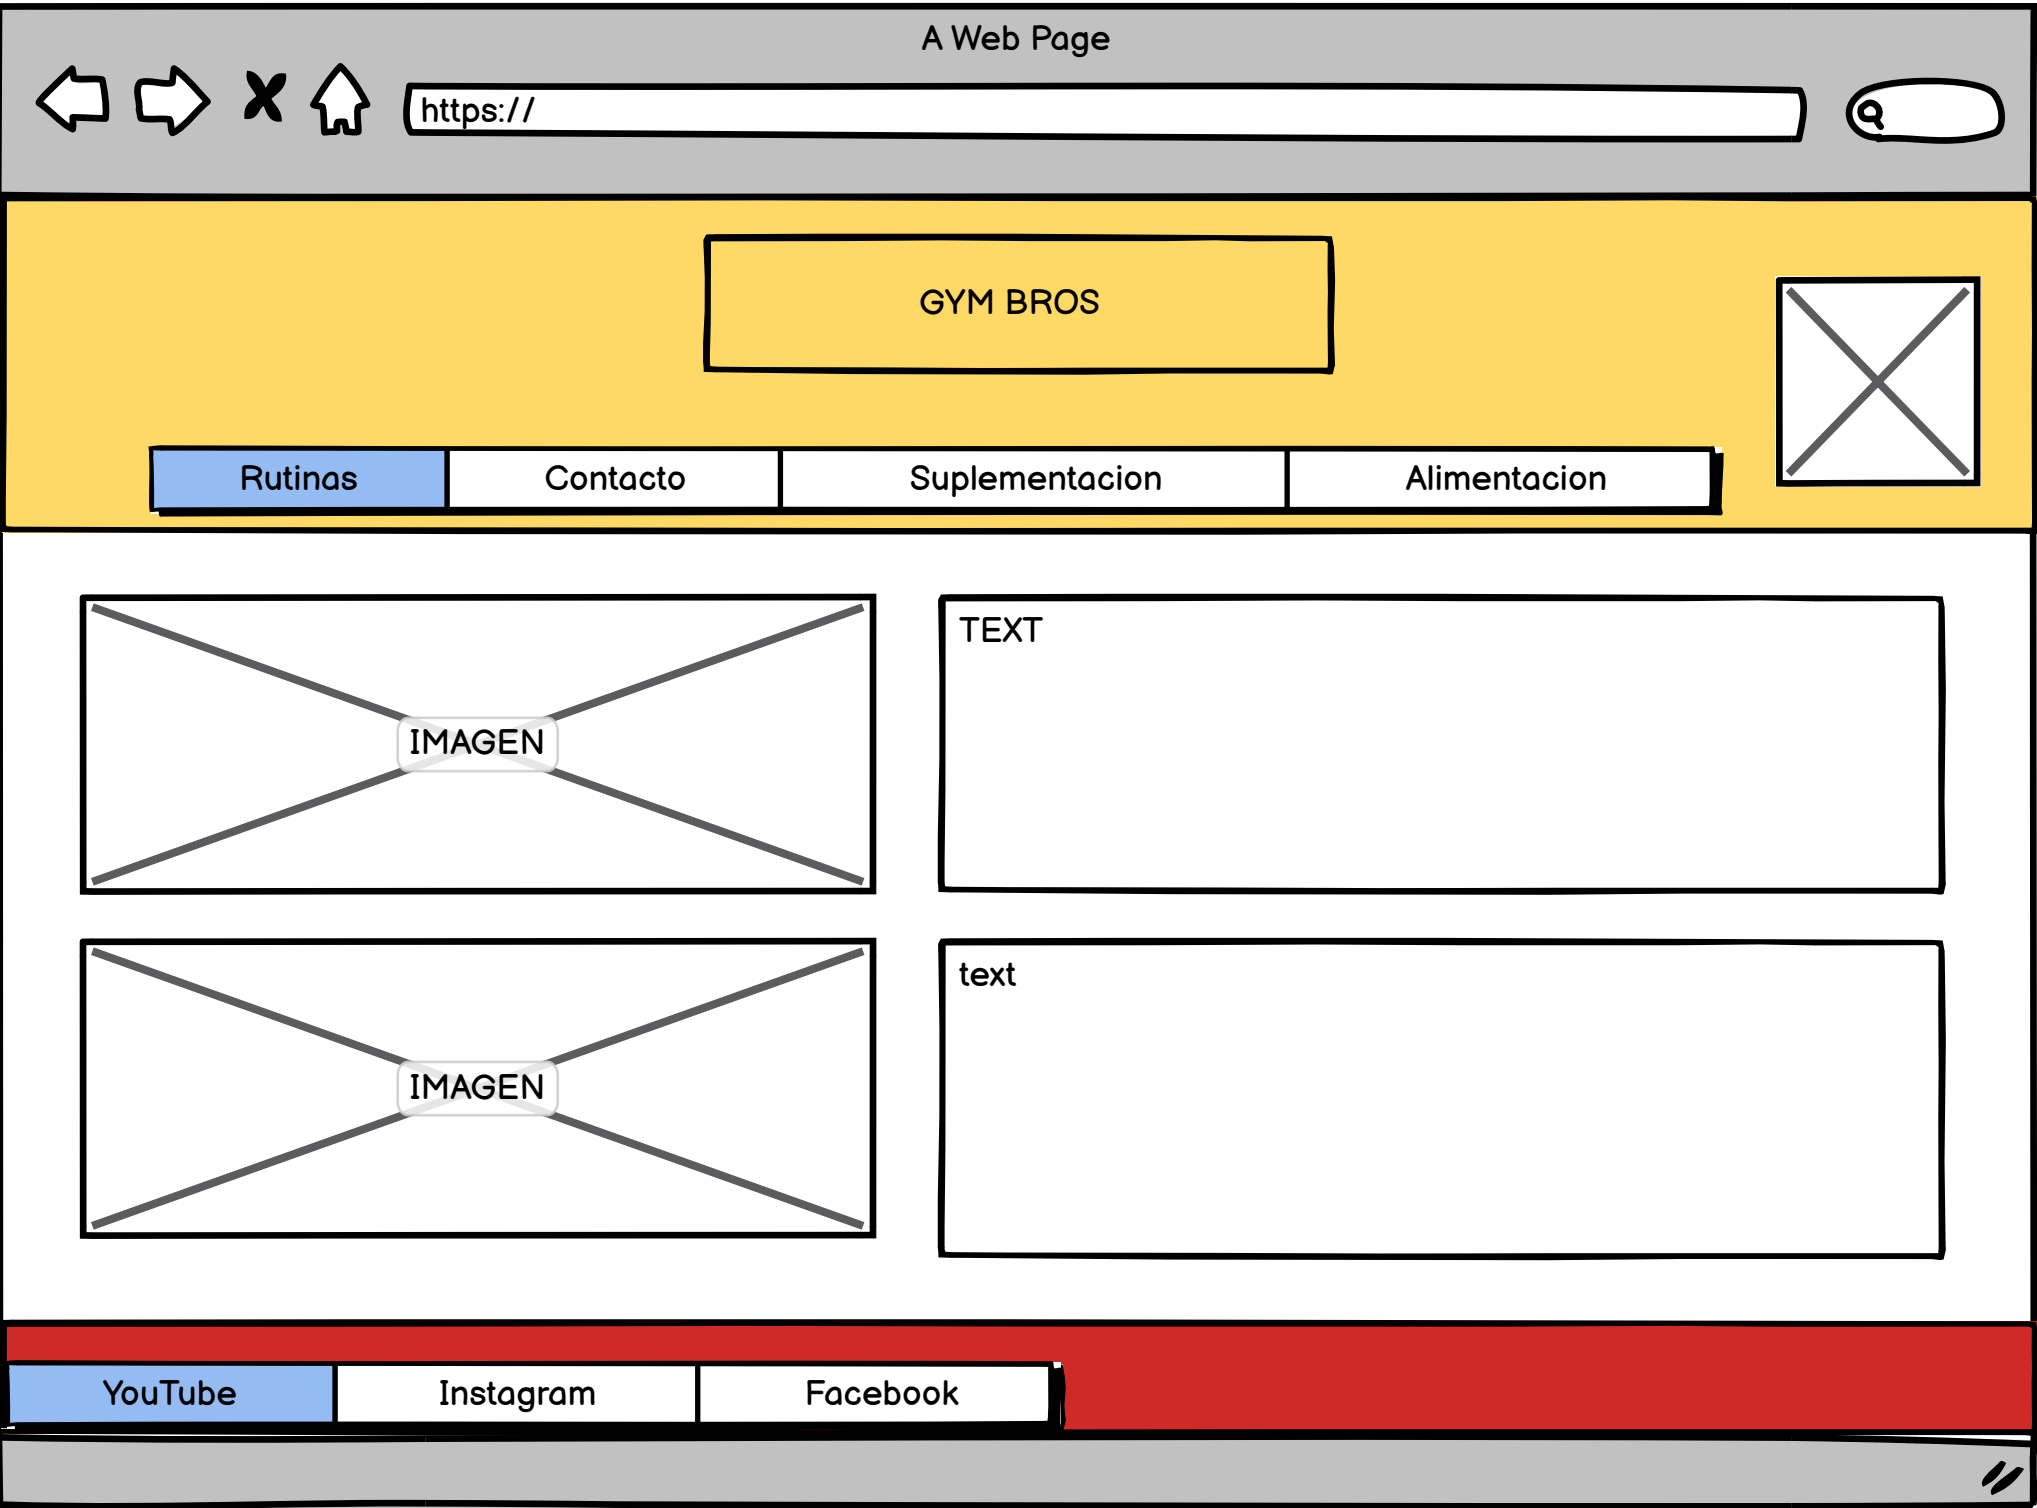 A Web Page
https://
GYM BROS
Rutinas Contacto Suplementacion Alimentacion
IMAGEN
TEXT
IMAGEN
text
YouTube Instagram Facebook